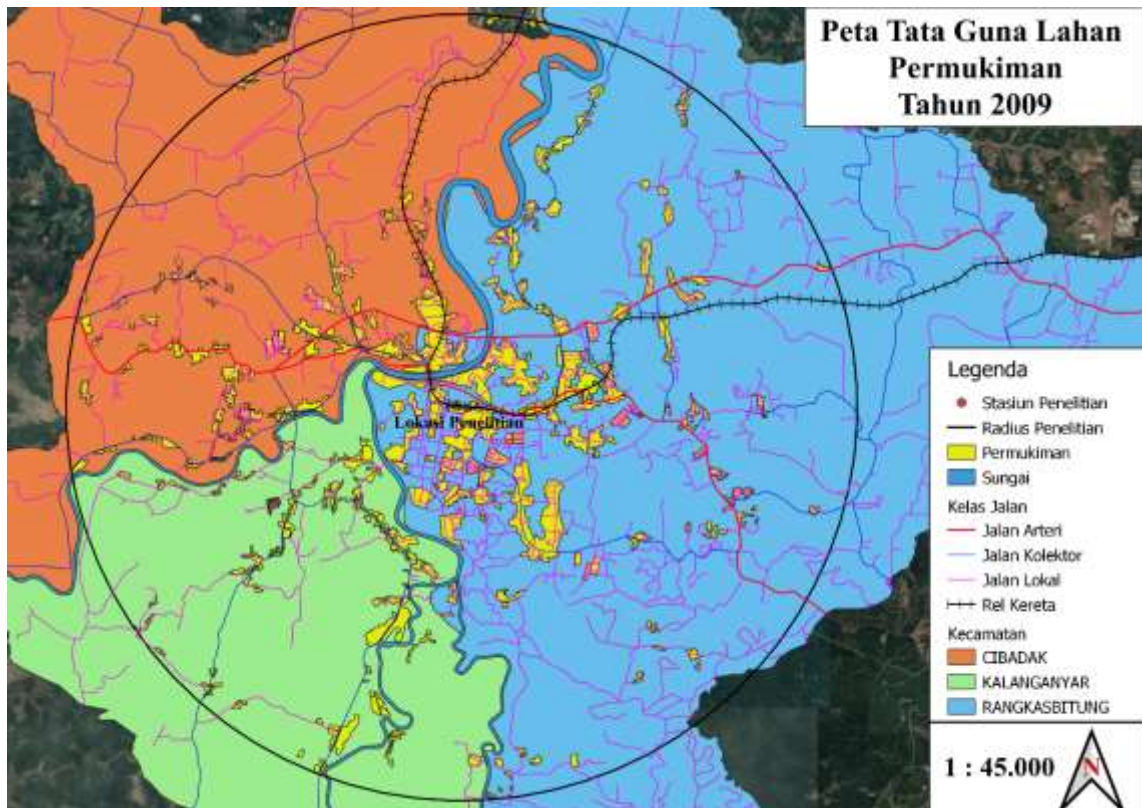 Peta Tata Guna Lahan
Permukiman
Tahun 2009
Lokasi Penelitian
Legenda
Stasiun Penelitian
Radius Penelitian
Permukiman
Sungai
Kelas Jalan
Jalan Arteri
Jalan Kolektor
Jalan Lokal
Rel Kereta
Kecamatan
CIBADAK
KALANGANYAR
RANGKASBITUNG
1 : 45.000
N